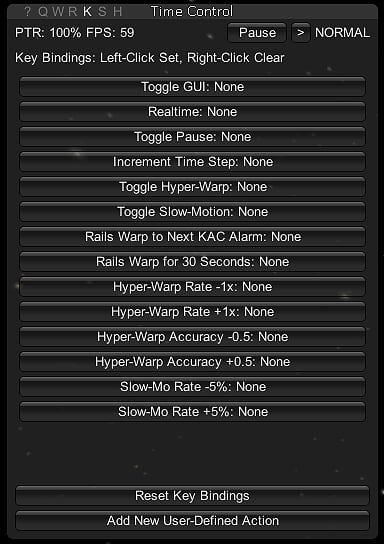 ? Q W R K S H Time Control
PTR: 100% FPS: 59 Pause > NORMAL
Key Bindings: Left-Click Set, Right-Click Clear
Toggle GUI: None
Realtime: None
Toggle Pause: None
Increment Time Step: None
Toggle Hyper-Warp: None
Toggle Slow-Motion: None
Rails Warp to Next KAC Alarm: None
Rails Warp for 30 Seconds: None
Hyper-Warp Rate -1x: None
Hyper-Warp Rate +1x: None
Hyper-Warp Accuracy -0.5: None
Hyper-Warp Accuracy +0.5: None
Slow-Mo Rate -5%: None
Slow-Mo Rate +5%: None
Reset Key Bindings
Add New User-Defined Action